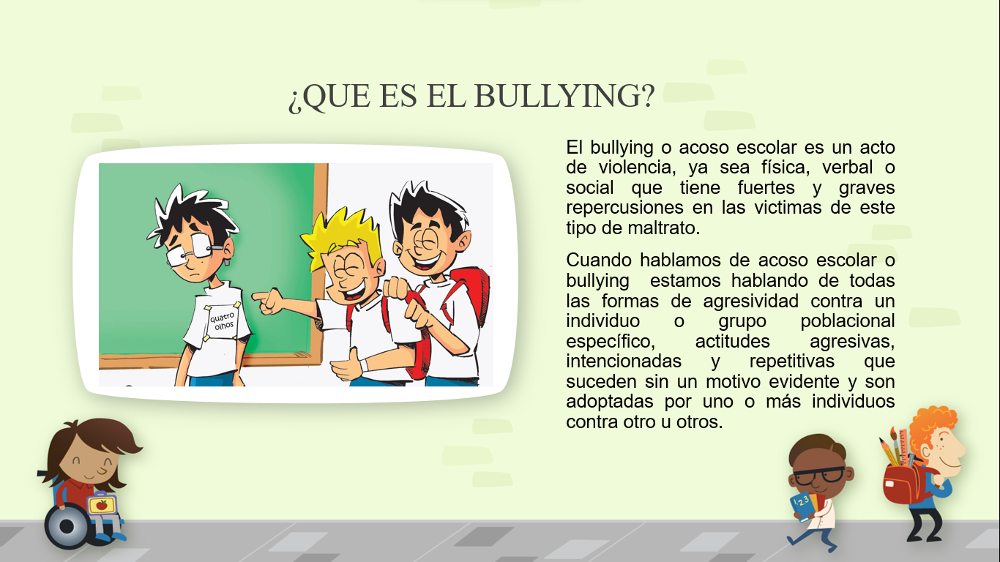 ¿QUE ES EL BULLYING?
El bullying o acoso escolar es un acto
de violencia, ya sea física, verbal o
social que tiene fuertes y graves
repercusiones en las victimas de este
tipo de maltrato.
Cuando hablamos de acoso escolar o
bullying estamos hablando de todas
las formas de agresividad contra un
individuo o grupo poblacional
específico, actitudes agresivas,
intencionadas y repetitivas que
suceden sin un motivo evidente y son
adoptadas por uno o más individuos
contra otro u otros.
quatro
olhos
1,2,3